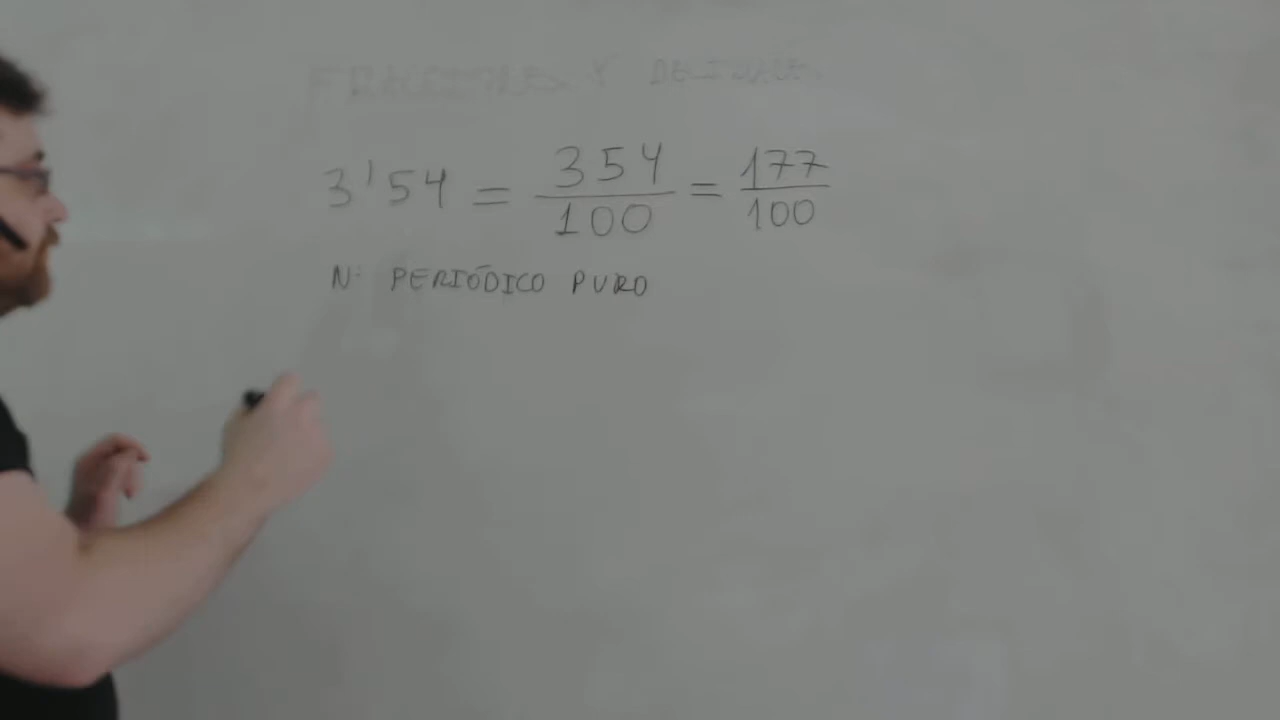 3'54 = 354/100 = 177/100
Nº PERIÓDICO PURO